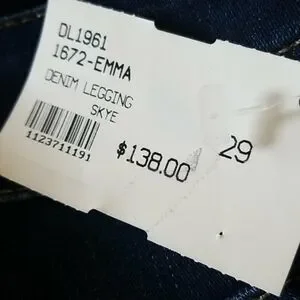 DL1961
1672-EMMA
DENIM LEGGING
SKYE
1123711191
$138.00
29